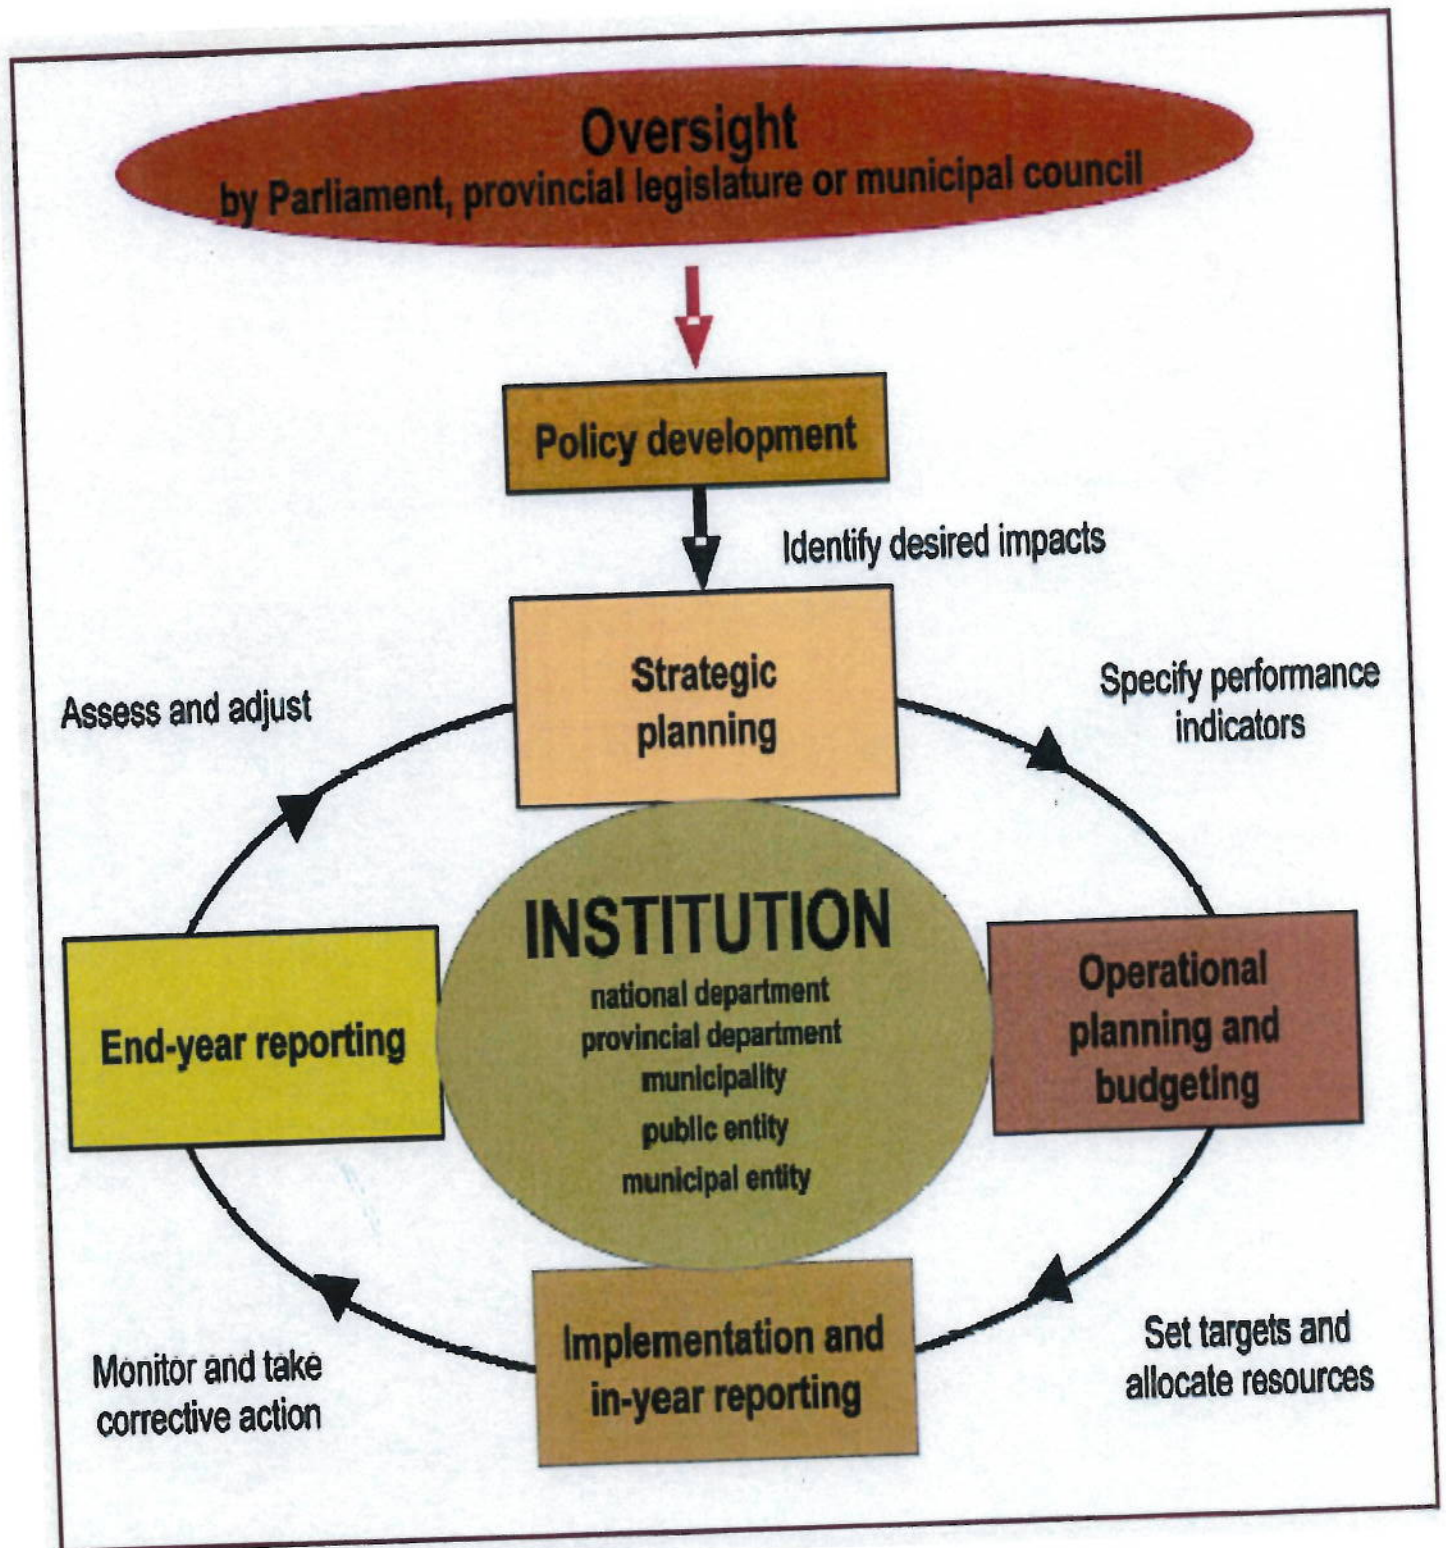 Oversight
by Parliament, provincial legislature or municipal council
Policy development
Identify desired impacts
Strategic
planning
Assess and adjust
Specify performance
indicators
INSTITUTION
national department
provincial department
municipality
public entity
municipal entity
End-year reporting
Operational
planning and
budgeting
Implementation and
in-year reporting
Monitor and take
corrective action
Set targets and
allocate resources